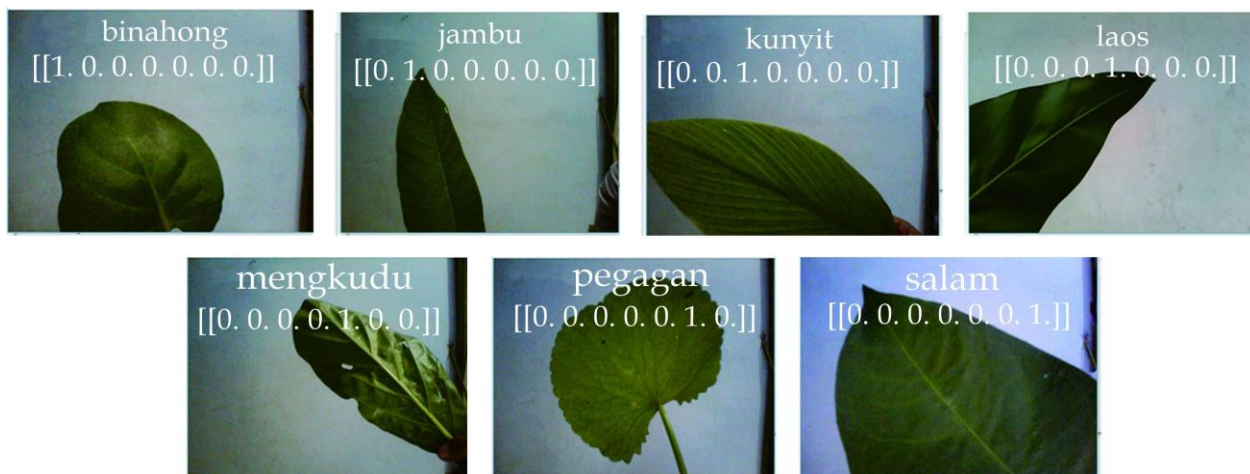 binahong
[[1. 0. 0. 0. 0. 0. 0.]]
jambu
[[0. 1. 0. 0. 0. 0. 0.]]
kunyit
[[0. 0. 1. 0. 0. 0. 0.]]
laos
[[0. 0. 0. 1. 0. 0. 0.]]
mengkudu
[[0. 0. 0. 0. 1. 0. 0.]]
pegagan
[[0. 0. 0. 0. 0. 1. 0.]]
salam
[[0. 0. 0. 0. 0. 0. 1.]]